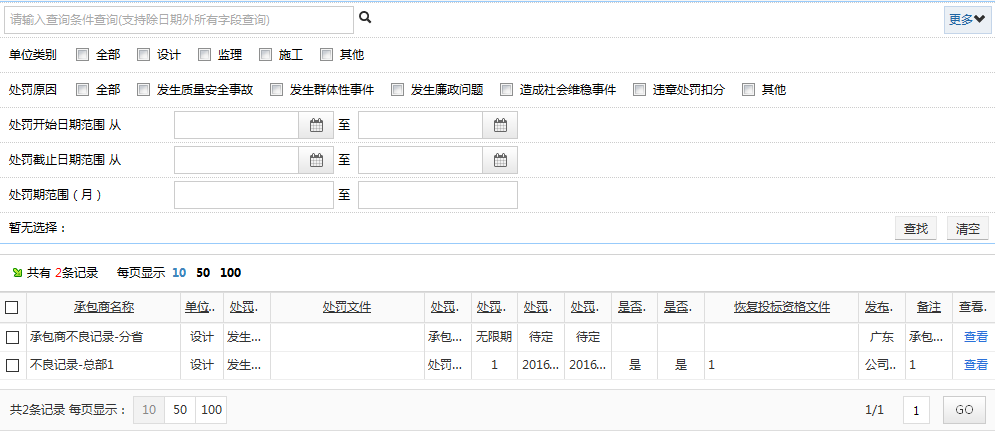 请输入查询条件查询(支持除日期外所有字段查询) 更多
单位类别 全部 设计 监理 施工 其他
处罚原因 全部 发生质量安全事故 发生群体性事件 发生廉政问题 造成社会维稳事件 违章处罚扣分 其他
处罚开始日期范围 从 至
处罚截止日期范围 从 至
处罚期范围（月） 至
暂无选择： 查找 清空
共有 2条记录 每页显示 10 50 100
承包商名称 单位.. 处罚. 处罚文件 处罚. 处罚.. 处罚. 处罚. 是否. 是否. 恢复投标资格文件 发布. 备注 查看.
承包商不良记录-分省 设计 发生... 承包... 无限期 待定 待定 广东 承包... 查看
不良记录-总部1 设计 发生... 处罚... 1 2016... 2016... 是 是 1 公司.. 1 查看
共2条记录 每页显示： 10 50 100 1/1 1 GO